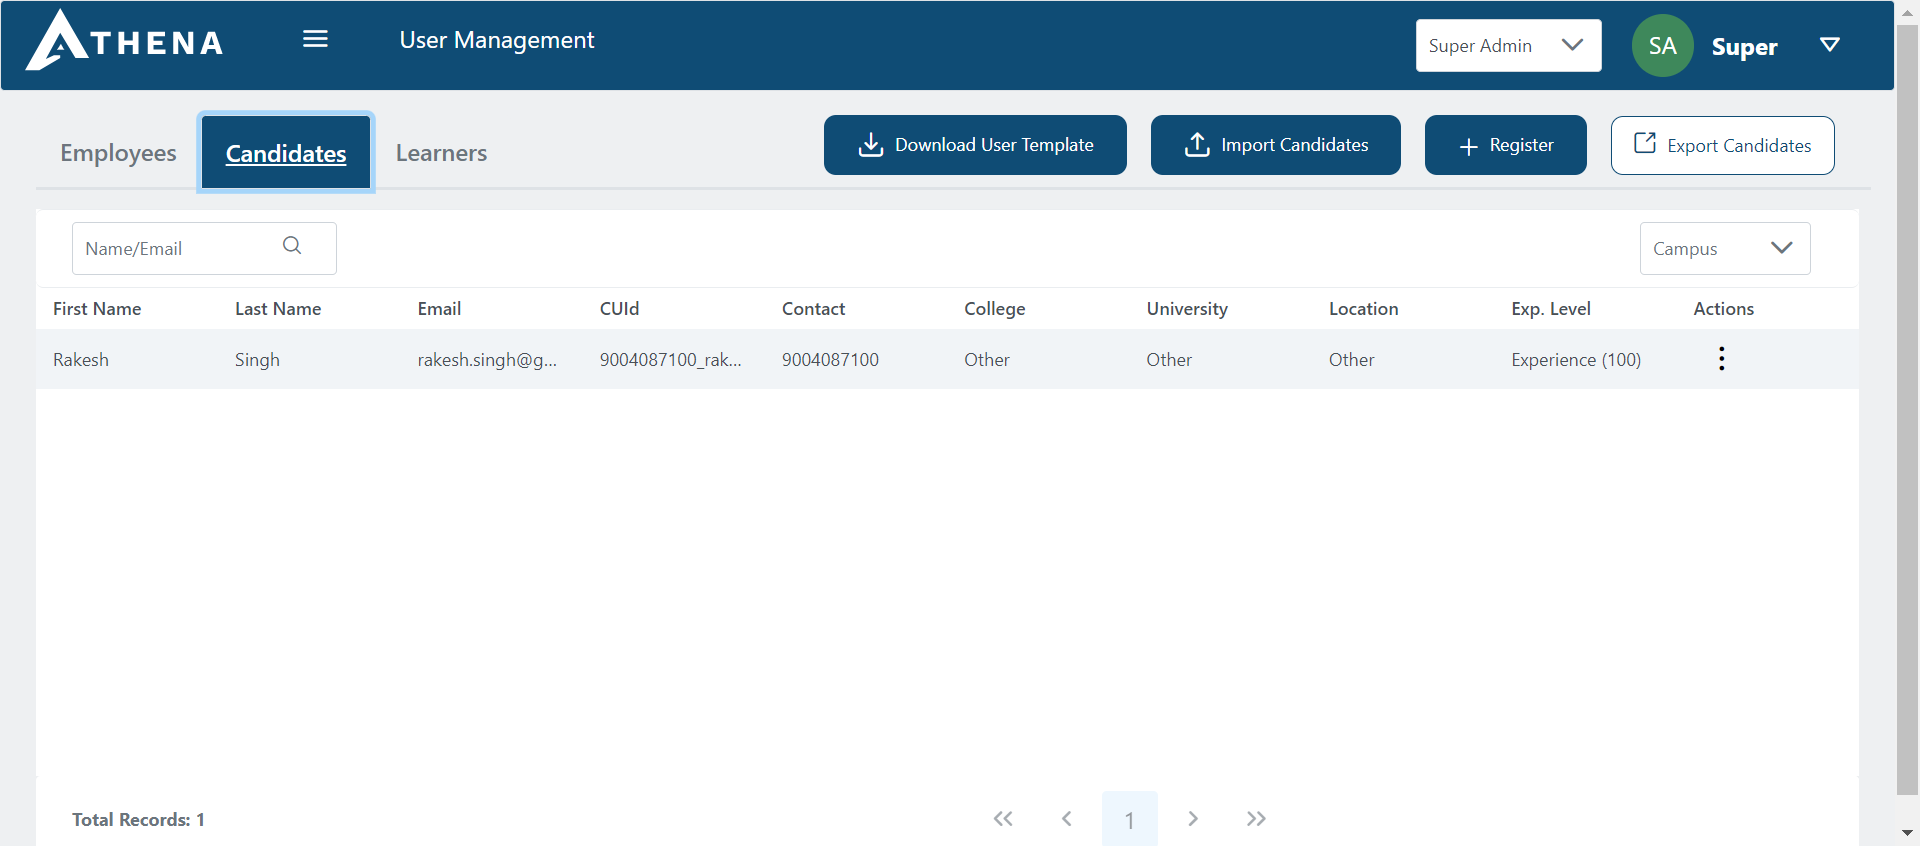 ATHENA
User Management
Super Admin
SA
Super
Employees
Candidates
Learners
Download User Template
Import Candidates
Register
Export Candidates
Name/Email
Campus
First Name Last Name Email CUId Contact College University Location Exp. Level Actions
Rakesh Singh rakesh.singh@g... 9004087100_rak... 9004087100 Other Other Other Experience (100)
Total Records: 1
1